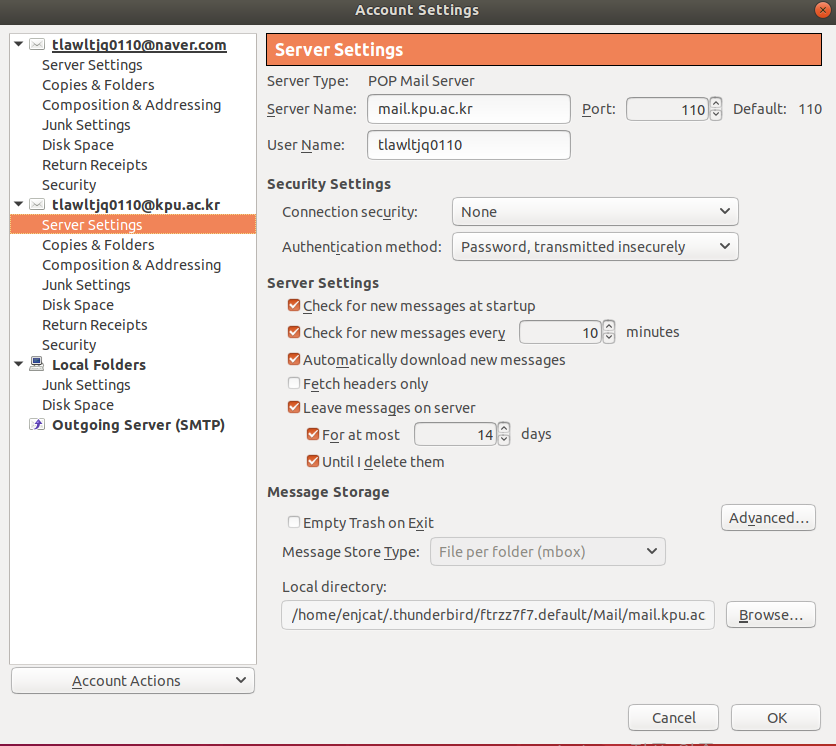 Account Settings
tlawltjq0110@naver.com
Server Settings
Copies & Folders
Composition & Addressing
Junk Settings
Disk Space
Return Receipts
Security
tlawltjq0110@kpu.ac.kr
Server Settings
Copies & Folders
Composition & Addressing
Junk Settings
Disk Space
Return Receipts
Security
Local Folders
Junk Settings
Disk Space
Outgoing Server (SMTP)
Account Actions
Server Settings
Server Type: POP Mail Server
Server Name: mail.kpu.ac.kr Port: 110 Default: 110
User Name: tlawltjq0110
Security Settings
Connection security: None
Authentication method: Password, transmitted insecurely
Server Settings
Check for new messages at startup
Check for new messages every 10 minutes
Automatically download new messages
Fetch headers only
Leave messages on server
For at most 14 days
Until I delete them
Message Storage
Empty Trash on Exit Advanced...
Message Store Type: File per folder (mbox)
Local directory:
/home/enjcat/.thunderbird/ftrzz7f7.default/Mail/mail.kpu.ac Browse...
Cancel OK